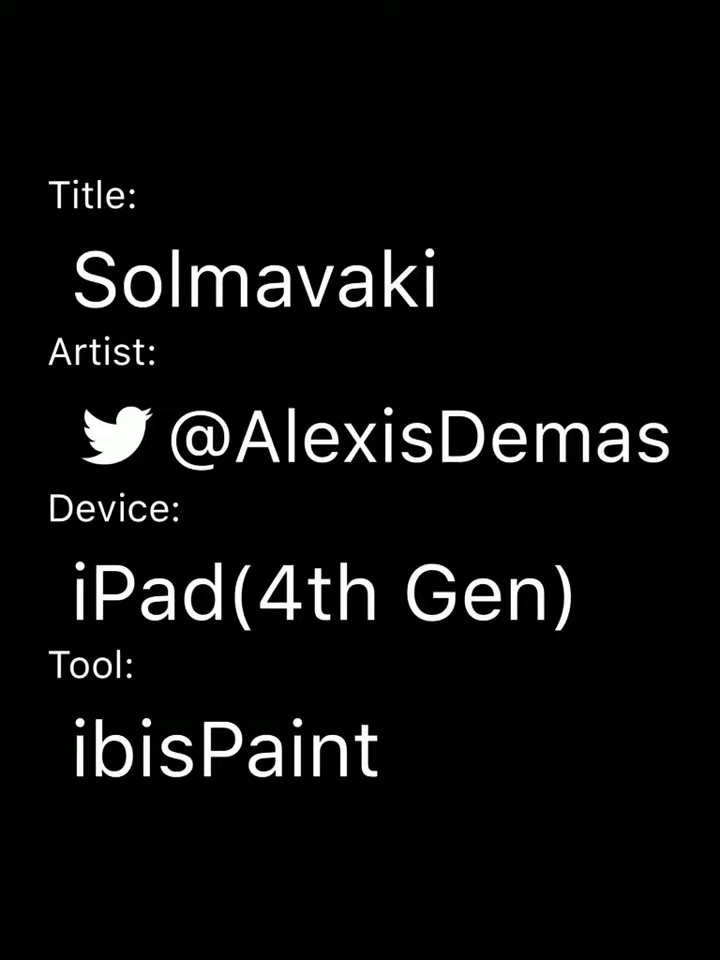 Title:
Solmavaki
Artist:
@AlexisDemas
Device:
iPad(4th Gen)
Tool:
ibisPaint